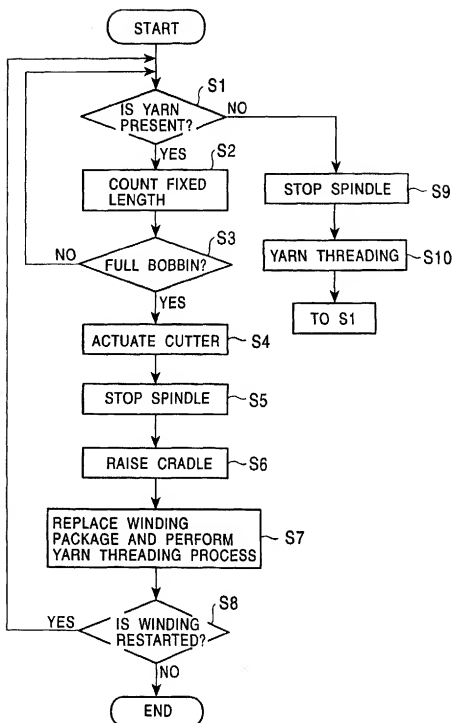 START
S1
IS YARN
PRESENT?
NO
YES
S2
COUNT FIXED
LENGTH
STOP SPINDLE
S9
S3
NO
FULL BOBBIN?
YARN THREADING
S10
YES
TO S1
ACTUATE CUTTER
S4
STOP SPINDLE
S5
RAISE CRADLE
S6
REPLACE WINDING
PACKAGE AND PERFORM
YARN THREADING PROCESS
S7
S8
YES
IS WINDING
RESTARTED?
NO
END